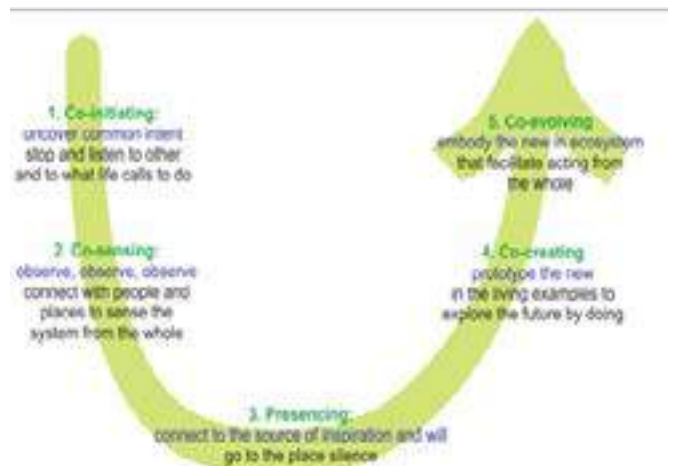 1. Co-initiating:
uncover common intent
stop and listen to other
and to what life calls to do
2. Co-sensing:
observe, observe, observe
connect with people and
places to sense the
system from the whole
3. Presencing:
connect to the source of inspiration and will
go to the place silence
4. Co-creating
prototype the new
in the living examples to
explore the future by doing
5. Co-evolving
embody the new in ecosystem
that facilitate acting from
the whole